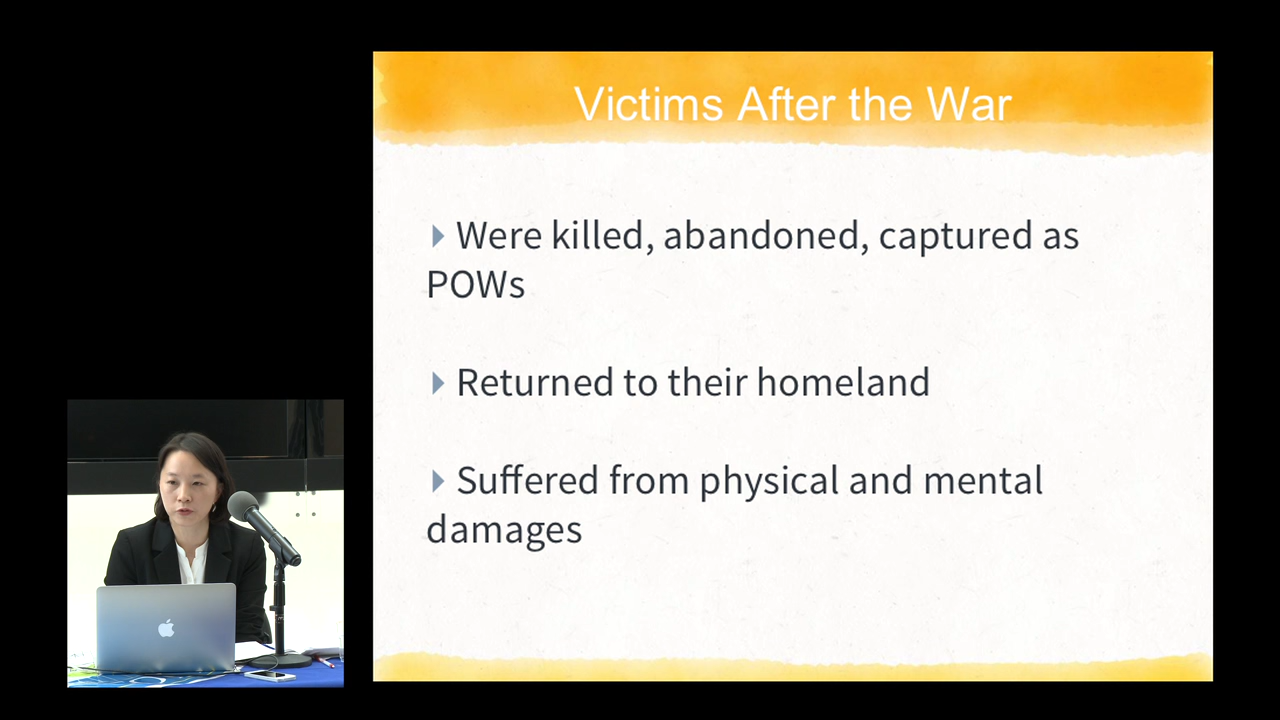 Victims After the War
Were killed, abandoned, captured as
POWs
Returned to their homeland
Suffered from physical and mental
damages